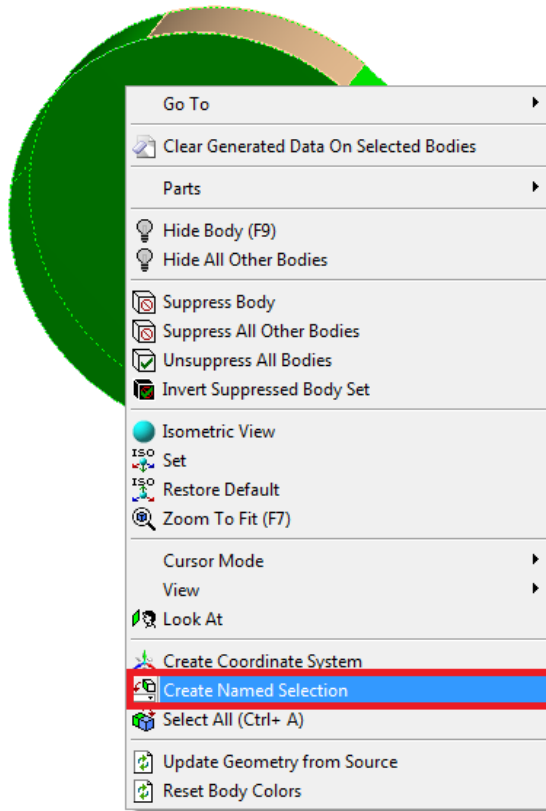 Go To
Clear Generated Data On Selected Bodies
Parts
Hide Body (F9)
Hide All Other Bodies
Suppress Body
Suppress All Other Bodies
Unsuppress All Bodies
Invert Suppressed Body Set
Isometric View
ISO Set
ISO Restore Default
Zoom To Fit (F7)
Cursor Mode
View
Look At
Create Coordinate System
Create Named Selection
Select All (Ctrl+ A)
Update Geometry from Source
Reset Body Colors